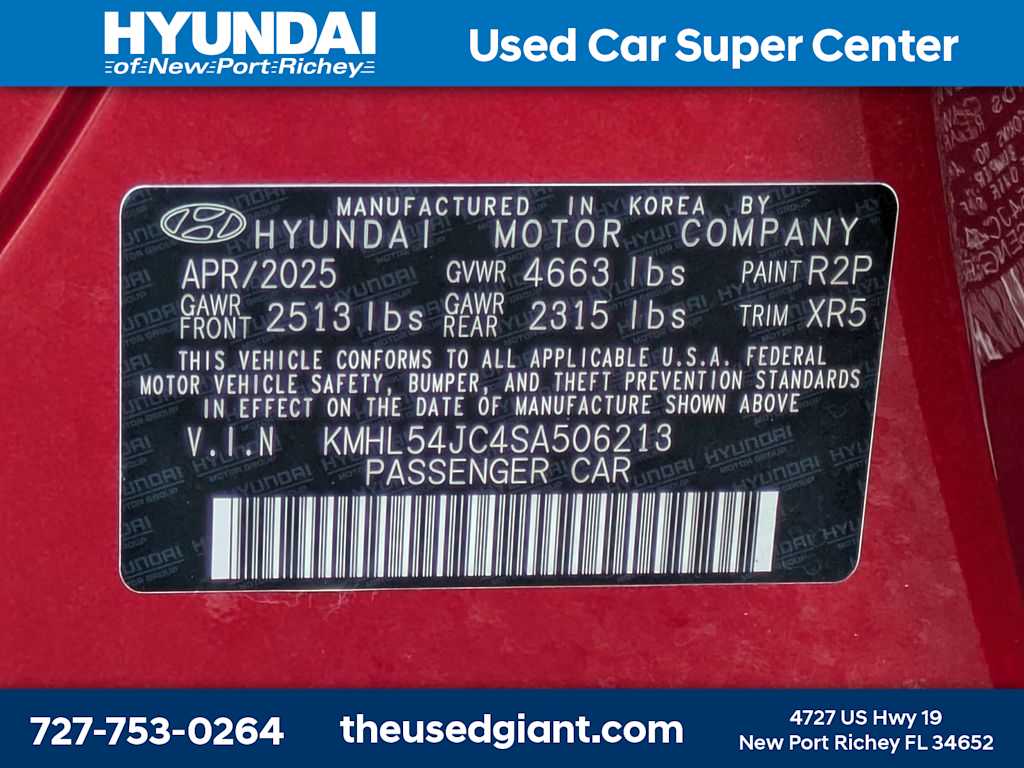 HYUNDAI
of New Port Richey
Used Car Super Center
MANUFACTURED IN KOREA BY
HYUNDAI MOTOR COMPANY
APR/2025 GVWR 4663 lbs PAINT R2P
GAWR FRONT 2513 lbs GAWR REAR 2315 lbs TRIM XR5
THIS VEHICLE CONFORMS TO ALL APPLICABLE U.S.A. FEDERAL
MOTOR VEHICLE SAFETY, BUMPER, AND THEFT PREVENTION STANDARDS
IN EFFECT ON THE DATE OF MANUFACTURE SHOWN ABOVE
V.I.N KMHL54JC4SA506213
PASSENGER CAR
727-753-0264
theusedgiant.com
4727 US Hwy 19
New Port Richey FL 34652